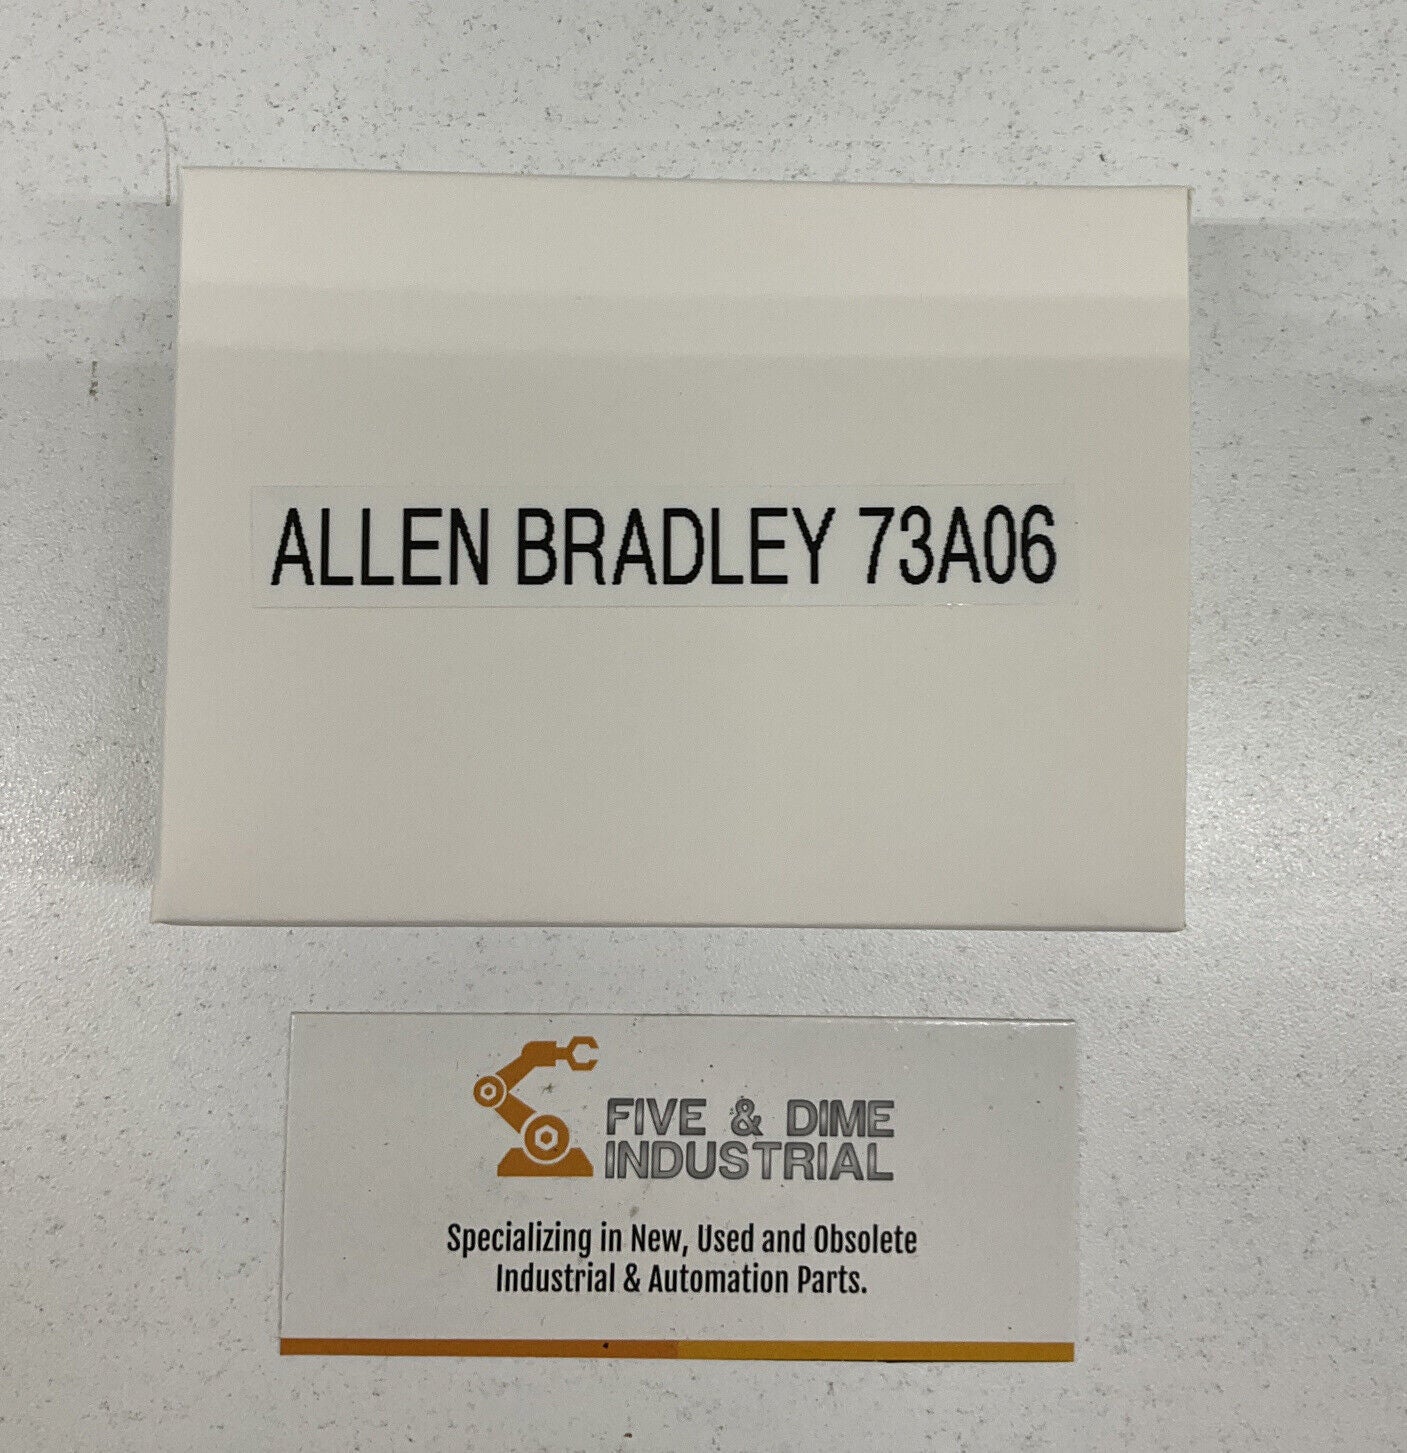 ALLEN BRADLEY 73A06
FIVE & DIME
INDUSTRIAL
Specializing in New, Used and Obsolete
Industrial & Automation Parts.